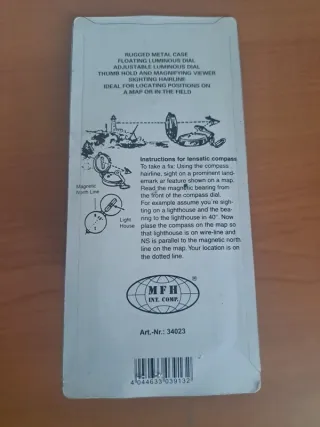 RUGGED METAL CASE
FLOATING LUMINOUS DIAL
ADJUSTABLE LUMINOUS DIAL
THUMB HOLD AND MAGNIFYING VIEWER
SIGHTING HAIRLINE
IDEAL FOR LOCATING POSITIONS ON
A MAP OR IN THE FIELD
Instructions for lensatic compass
To take a fix: Using the compass
hairline, sight on a prominent land-
emark or feature shown on a map.
Read the magnetic bearing from
the front of the compass dial.
For example assume you're sigh-
ting on a lighthouse and the bea-
ring to the lighthouse in 40°. Now
place the compass on the map so
that lighthouse is on wire-line and
NS is parallel to the magnetic north
line on the map. Your location is on
the dotted line.
Magnetic
north Line
Light
House
MFH
INT. COMP.
®
Art.-Nr.: 34023
4 044633 039132